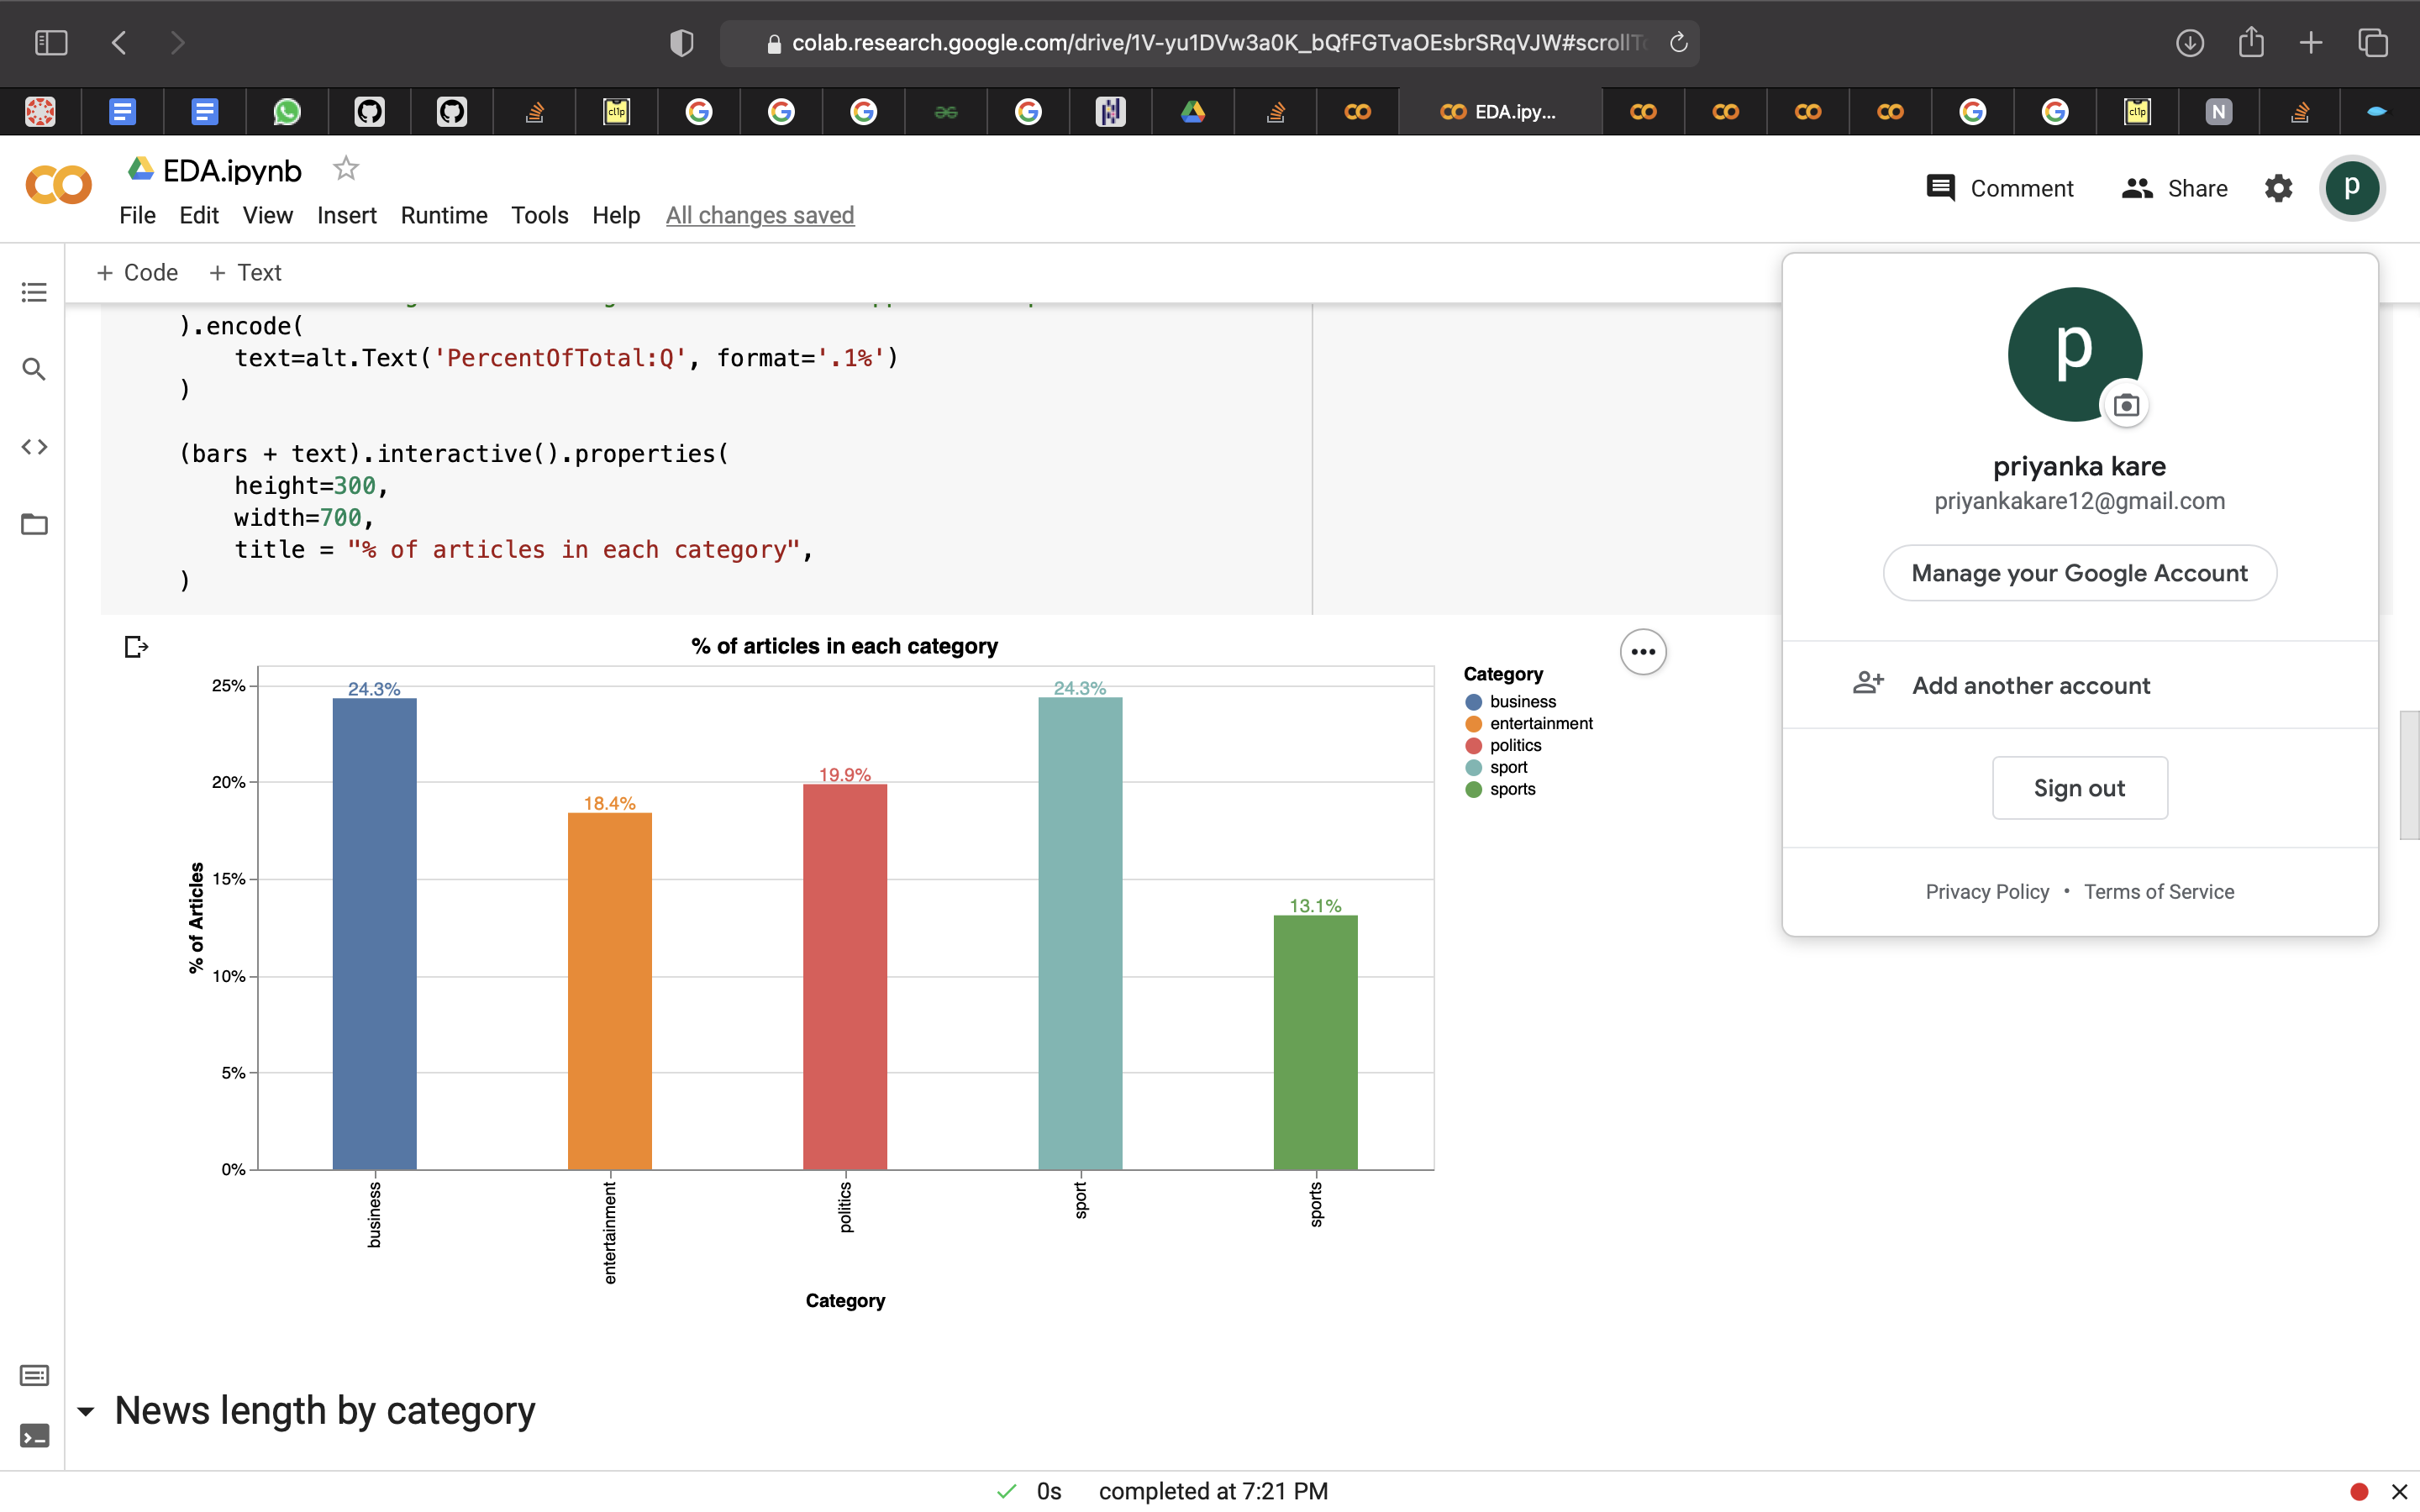 colab.research.google.com/drive/1V-yu1DVw3a0K_bQfFGTvaOEsbrSRqVJW#scrollT
cl1p
EDA.ipy...
cl1p
N
EDA.ipynb
Comment
Share
p
File Edit View Insert Runtime Tools Help All changes saved
+ Code + Text
).encode(
text=alt.Text('PercentOfTotal:Q', format='.1%')
)
(bars + text).interactive().properties(
height=300,
width=700,
title = "% of articles in each category",
)
p
priyanka kare
priyankakare12@gmail.com
Manage your Google Account
Add another account
Sign out
Privacy Policy • Terms of Service
% of articles in each category
25%
20%
15%
10%
5%
0%
% of Articles
24.3%
18.4%
19.9%
24.3%
13.1%
business
entertainment
politics
sport
sports
Category
Category
business
entertainment
politics
sport
sports
News length by category
0s completed at 7:21 PM